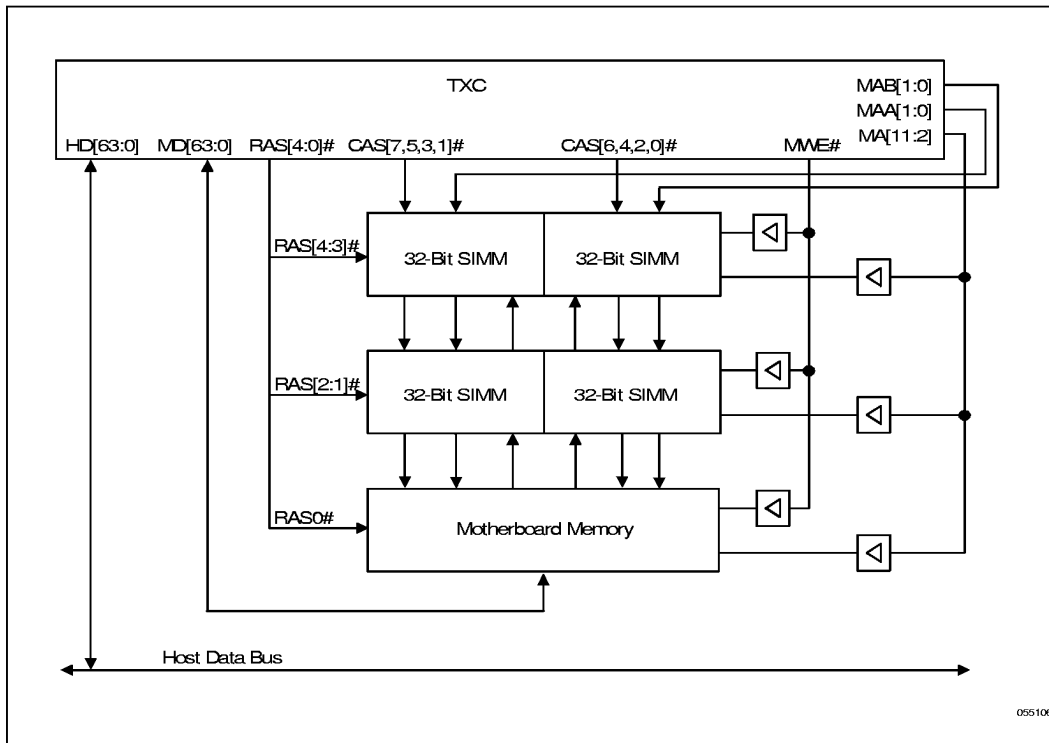 TXC
MAB[1:0]
MAA[1:0]
MA[11:2]
HD[63:0] MD[63:0] RAS[4:0]# CAS[7,5,3,1]# CAS[6,4,2,0]# MWE#
RAS[4:3]# 32-Bit SIMM 32-Bit SIMM
RAS[2:1]# 32-Bit SIMM 32-Bit SIMM
RAS0# Motherboard Memory
Host Data Bus
055106